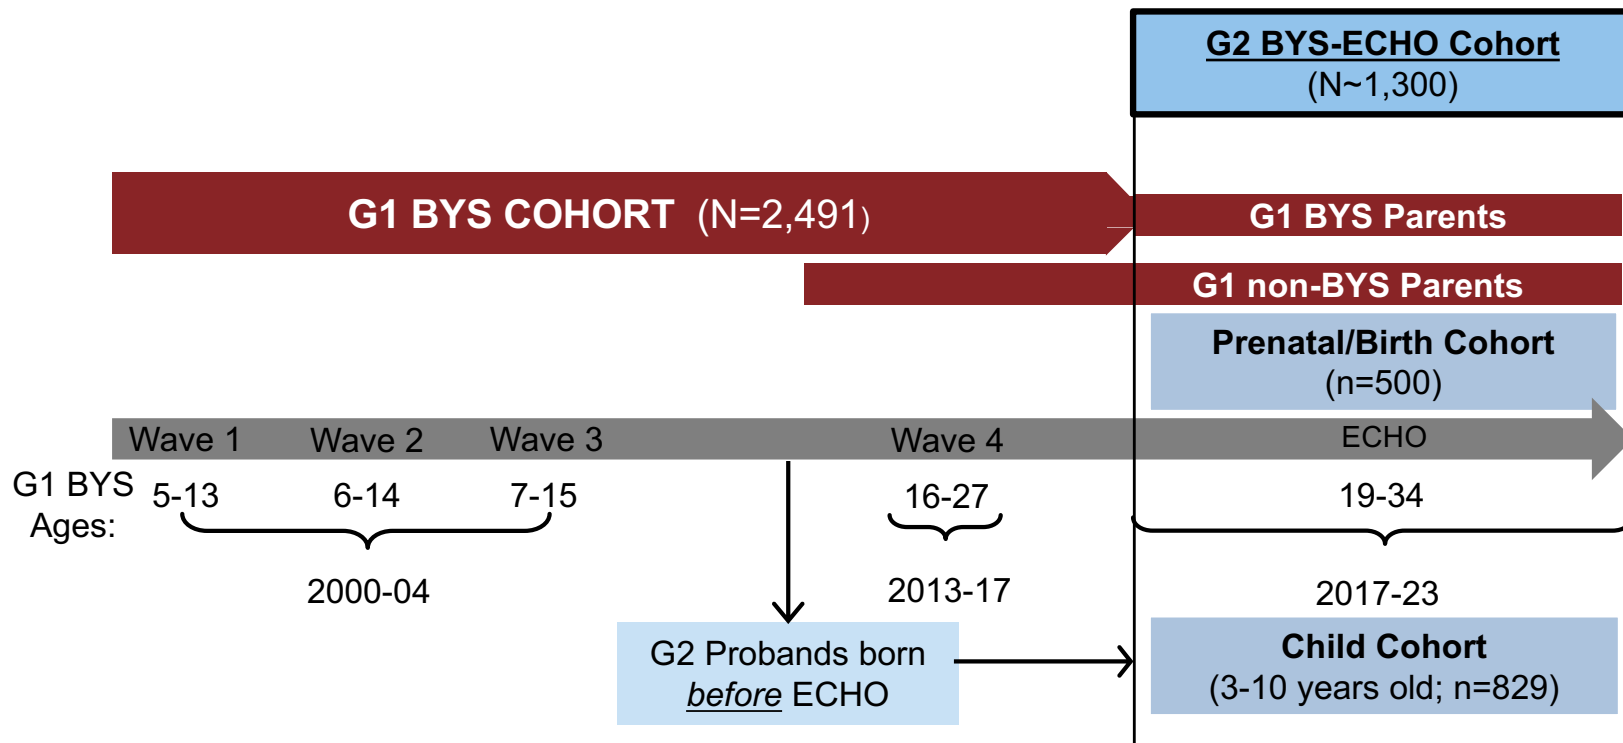 G2 BYS-ECHO Cohort
(N~1,300)
G1 BYS COHORT (N=2,491)
G1 BYS Parents
G1 non-BYS Parents
Prenatal/Birth Cohort
(n=500)
Wave 1 Wave 2 Wave 3 Wave 4 ECHO
G1 BYS
Ages:
5-13 6-14 7-15 16-27 19-34
2000-04 2013-17 2017-23
G2 Probands born
before ECHO
Child Cohort
(3-10 years old; n=829)